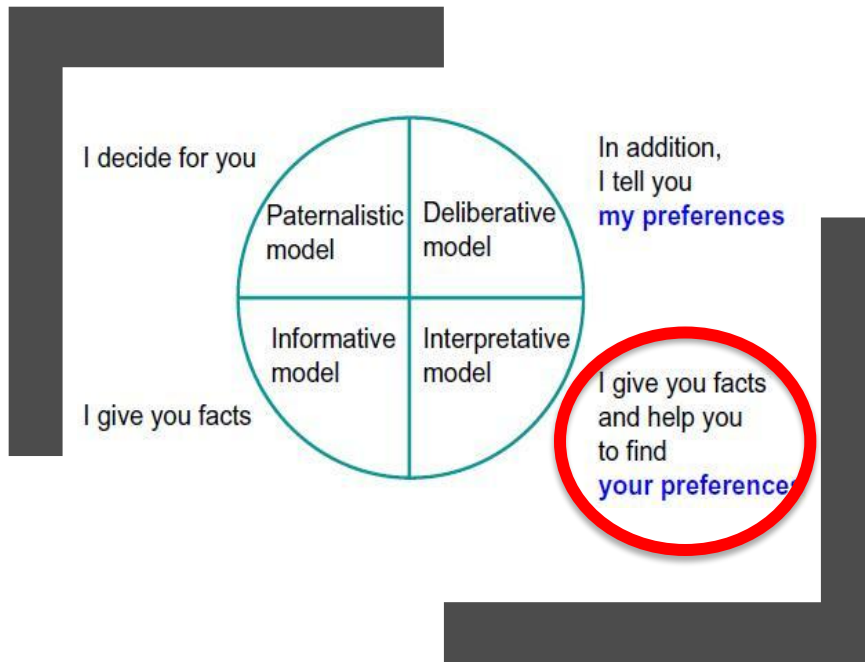 I decide for you
Paternalistic
model
Deliberative
model
In addition,
I tell you
my preferences
Informative
model
Interpretative
model
I give you facts
I give you facts
and help you
to find
your preferences